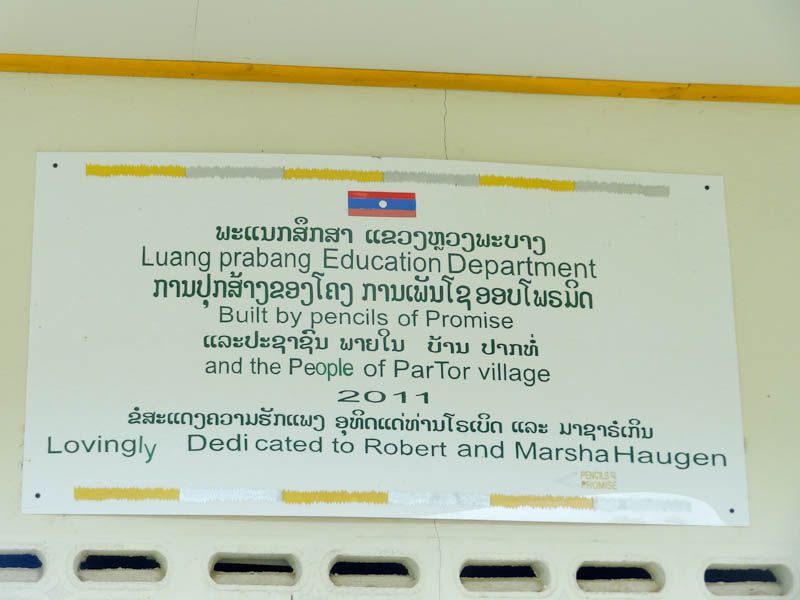 ພະແນກສຶກສາ ແຂວງຫຼວງພະບາງ
Luang prabang Education Department
ການປຸກສ້າງຂອງໂຄງ ການເພັນໂຊ ອອບໂພຣມິດ
Built by pencils of Promise
ແລະປະຊາຊົນ ພາຍໃນ ບ້ານ ປາກທໍ່
and the People of ParTor village
2011
ຂໍສະແດງຄວາມຮັກແພງ ອຸທິດແດ່ທ່ານໂຣເບິດ ແລະ ມາຊາຮໍເກິນ
Lovingly Dedicated to Robert and Marsha Haugen
PENCILS OF
PROMISE